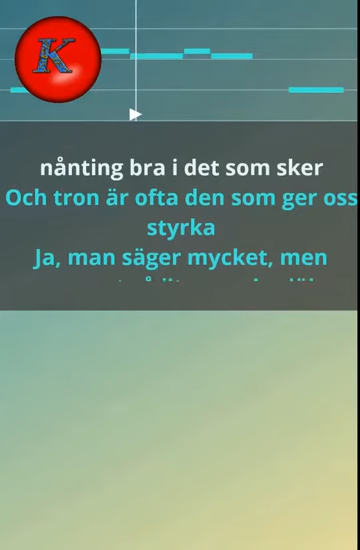 K
nånting bra i det som sker
Och tron är ofta den som ger oss
styrka
Ja, man säger mycket, men